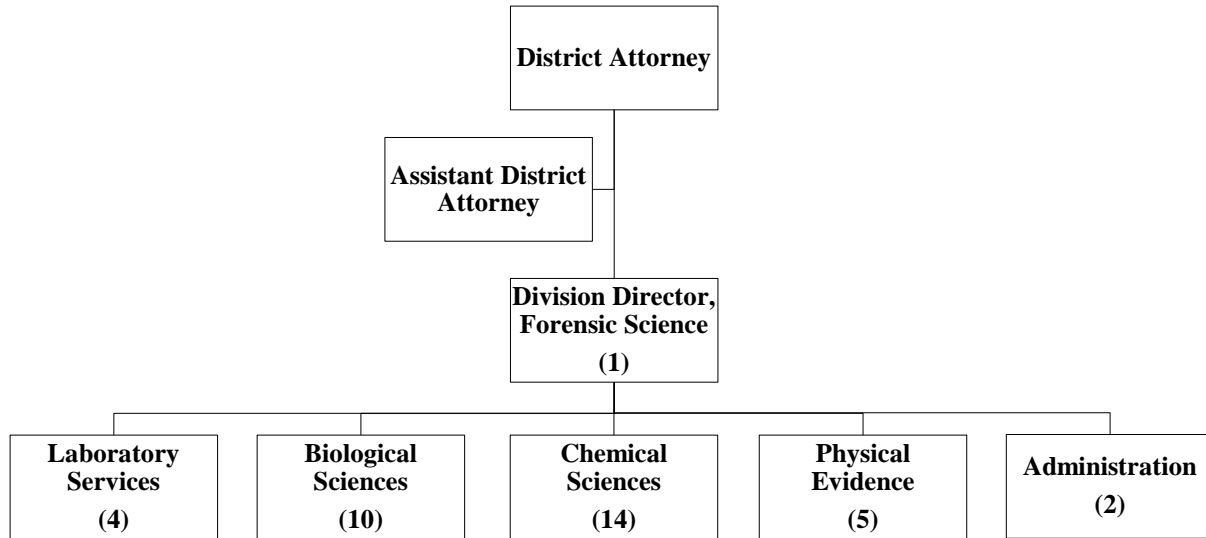 District Attorney
Assistant District
Attorney
Division Director,
Forensic Science
(1)
Laboratory
Services
(4)
Biological
Sciences
(10)
Chemical
Sciences
(14)
Physical
Evidence
(5)
Administration
(2)